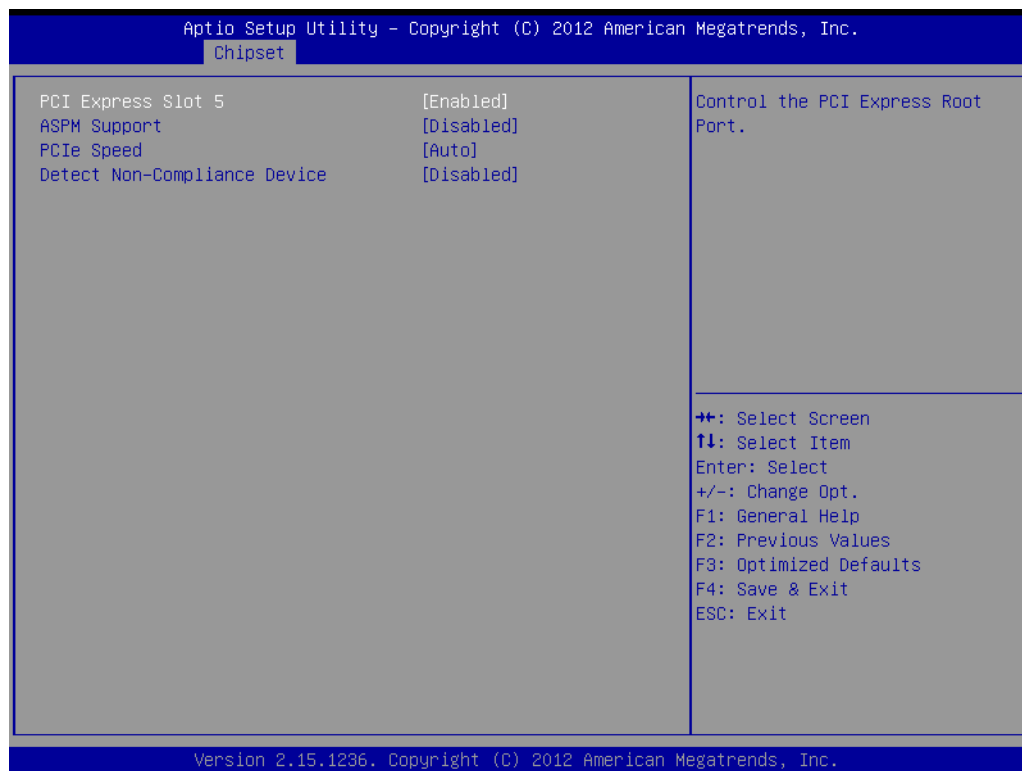 Aptio Setup Utility – Copyright (C) 2012 American Megatrends, Inc.
Chipset
PCI Express Slot 5 [Enabled]
ASPM Support [Disabled]
PCIe Speed [Auto]
Detect Non-Compliance Device [Disabled]
Control the PCI Express Root
Port.
→←: Select Screen
↑↓: Select Item
Enter: Select
+/-: Change Opt.
F1: General Help
F2: Previous Values
F3: Optimized Defaults
F4: Save & Exit
ESC: Exit
Version 2.15.1236. Copyright (C) 2012 American Megatrends, Inc.